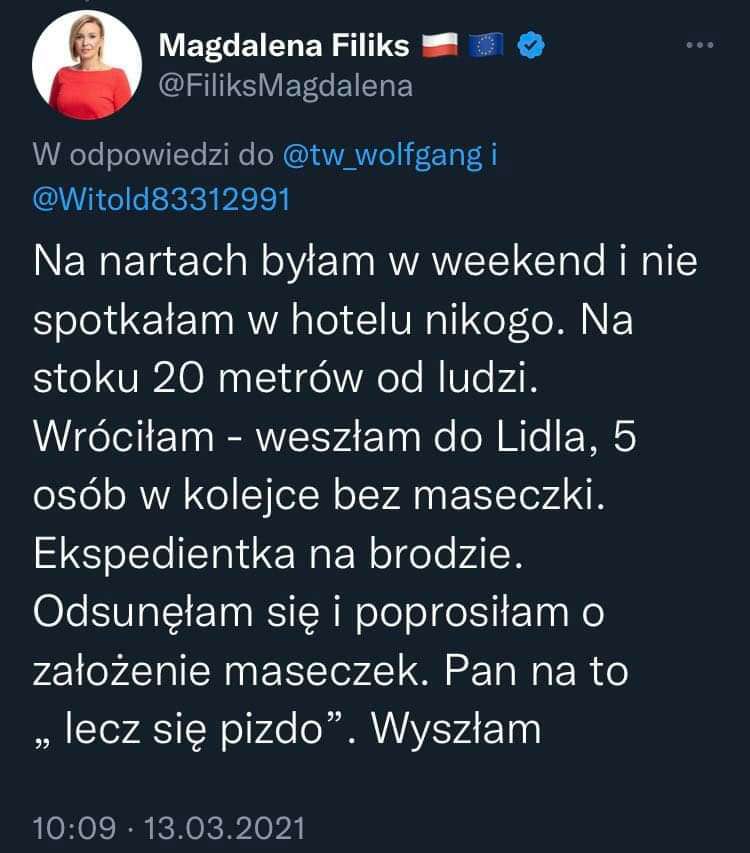 Magdalena Filiks 🇵🇱 🇪🇺
@FiliksMagdalena
W odpowiedzi do @tw_wolfgang i
@Witold83312991
Na nartach byłam w weekend i nie
spotkałam w hotelu nikogo. Na
stoku 20 metrów od ludzi.
Wróciłam - weszłam do Lidla, 5
osób w kolejce bez maseczki.
Ekspedientka na brodzie.
Odsunęłam się i poprosiłam o
założenie maseczek. Pan na to
„ lecz się pizdo”. Wyszłam
10:09 · 13.03.2021